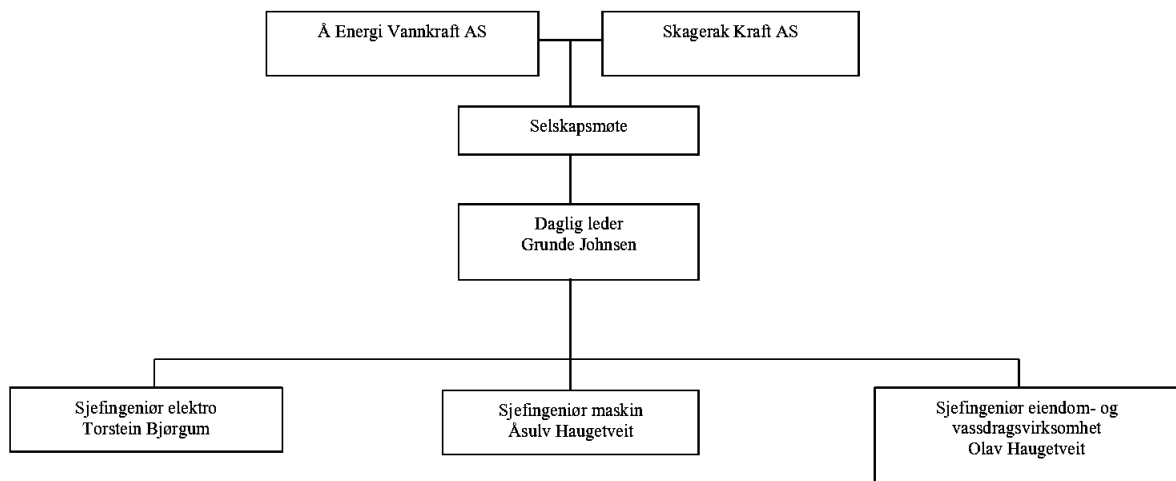 Å Energi Vannkraft AS
Skagerak Kraft AS
Selskapsmøte
Daglig leder
Grunde Johnsen
Sjefingeniør elektro
Torstein Bjørgum
Sjefingeniør maskin
Åsulv Haugetveit
Sjefingeniør eiendom- og
vassdragsvirksomhet
Olav Haugetveit